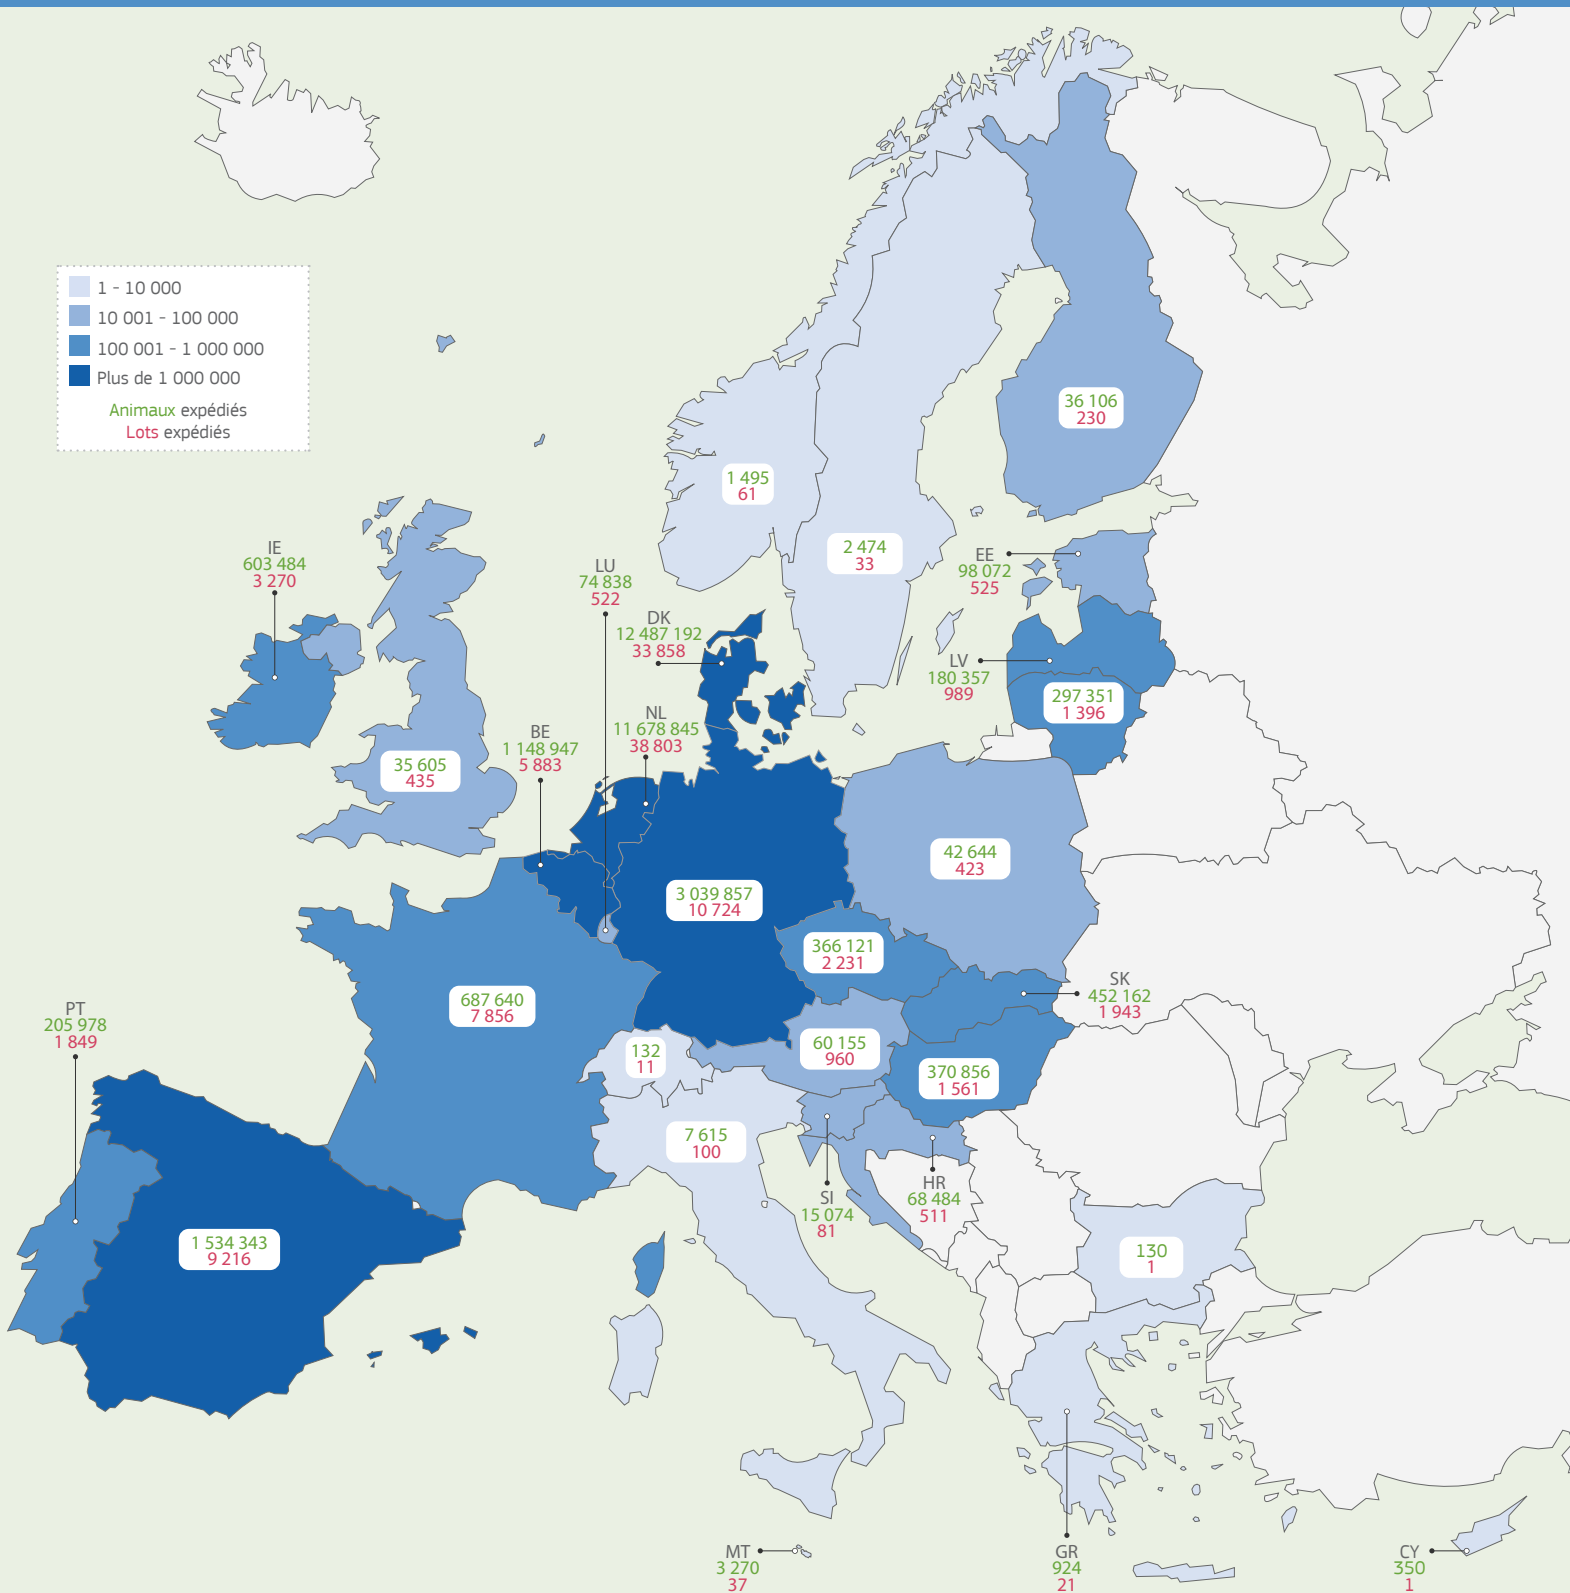 1 - 10 000
10 001 - 100 000
100 001 - 1 000 000
Plus de 1 000 000
Animaux expédiés
Lots expédiés
36 106
230
1 495
61
2 474
33
IE
603 484
3 270
LU
74 838
522
EE
98 072
525
DK
12 487 192
33 858
LV
180 357
989
297 351
1 396
NL
11 678 845
38 803
BE
1 148 947
5 883
35 605
435
42 644
423
3 039 857
10 724
366 121
2 231
SK
452 162
1 943
687 640
7 856
PT
205 978
1 849
132
11
60 155
960
370 856
1 561
7 615
100
SI
15 074
81
HR
68 484
511
1 534 343
9 216
130
1
MT
3 270
37
GR
924
21
CY
350
1